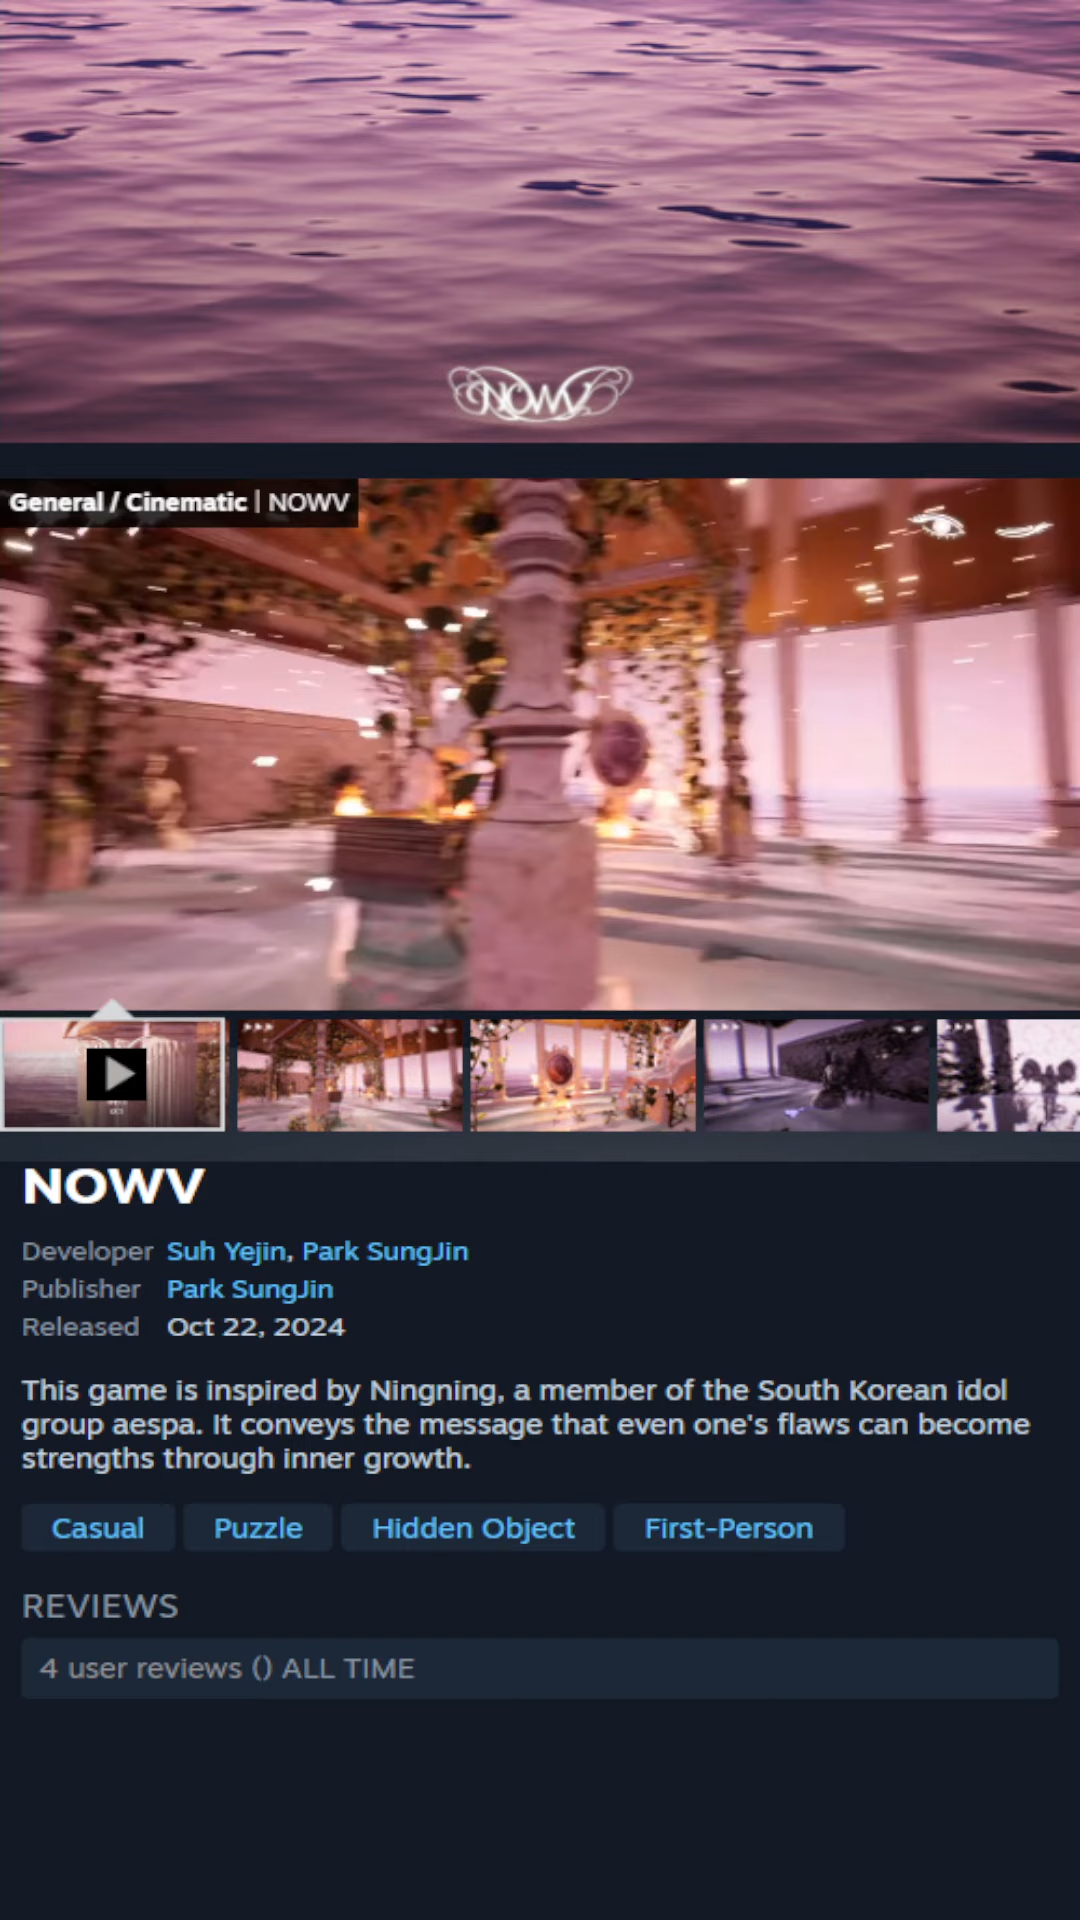 NOWV
General / Cinematic | NOWV
NOWV
Developer Suh Yejin, Park SungJin
Publisher Park SungJin
Released Oct 22, 2024
This game is inspired by Ningning, a member of the South Korean idol
group aespa. It conveys the message that even one's flaws can become
strengths through inner growth.
Casual Puzzle Hidden Object First-Person
REVIEWS
4 user reviews () ALL TIME